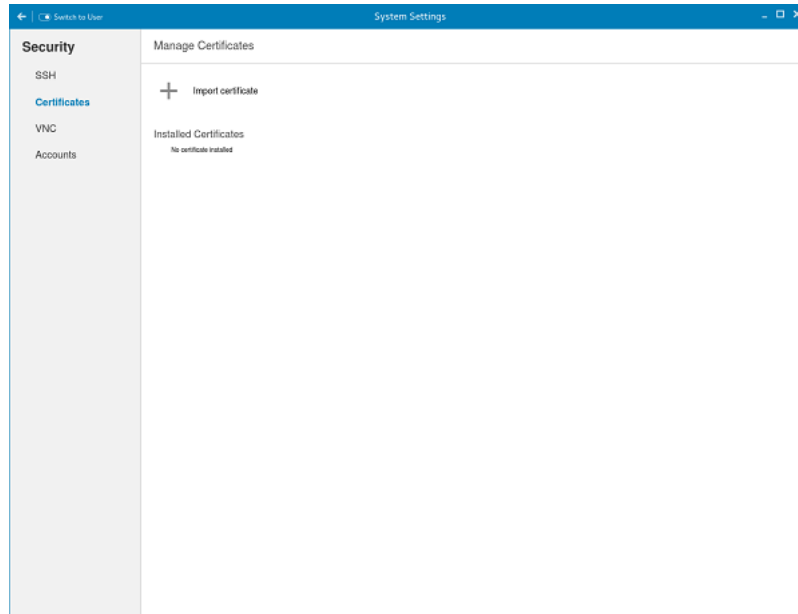 Switch to User
System Settings
Security
SSH
Certificates
VNC
Accounts
Manage Certificates
Import certificate
Installed Certificates
No certificate installed